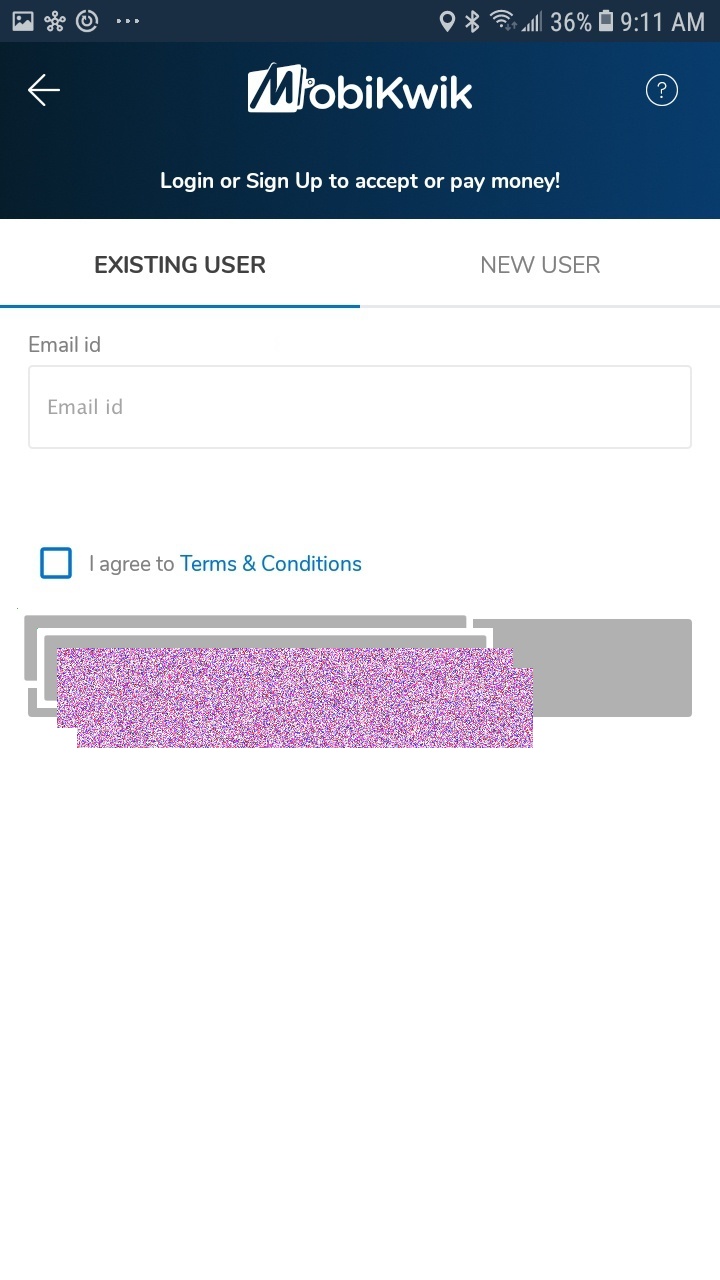 36% 9:11 AM
MobiKwik
?
Login or Sign Up to accept or pay money!
EXISTING USER NEW USER
Email id
Email id
I agree to Terms & Conditions